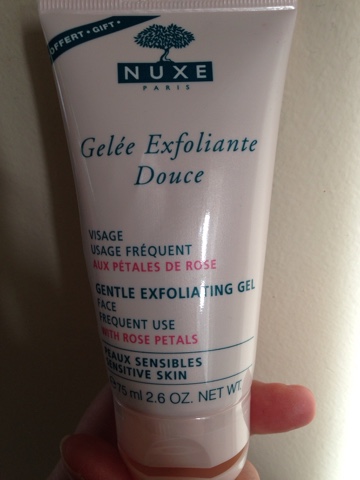 OFFERT • GIFT •
NUXE
PARIS
Gelée Exfoliante
Douce
VISAGE
USAGE FRÉQUENT
AUX PÉTALES DE ROSE
GENTLE EXFOLIATING GEL
FACE
FREQUENT USE
WITH ROSE PETALS
PEAUX SENSIBLES
SENSITIVE SKIN
75 ml 2.6 OZ. NET WT.